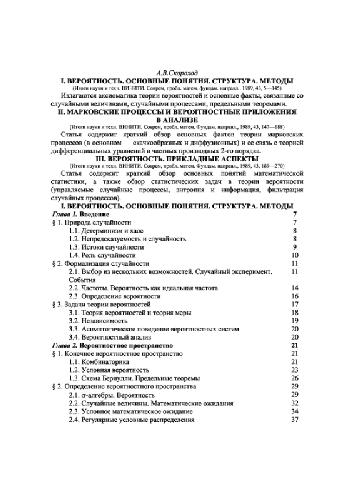 А.В.Скороход
I. ВЕРОЯТНОСТЬ. ОСНОВНЫЕ ПОНЯТИЯ. СТРУКТУРА. МЕТОДЫ
(Итоги науки и техн. ВИНИТИ. Соврем. пробл. матем. Фундам. направл., 1989, 43, 5—145)
Излагаются аксиоматика теории вероятностей и основные факты, связанные со
случайными величинами, случайными процессами, предельными теоремами.
II. МАРКОВСКИЕ ПРОЦЕССЫ И ВЕРОЯТНОСТНЫЕ ПРИЛОЖЕНИЯ
В АНАЛИЗЕ
(Итоги науки и техн. ВИНИТИ. Соврем. пробл. матем. Фундам. направл., 1989, 43, 147—188)
Статья содержит краткий обзор основных фактов теории марковских
процессов (в основном скачкообразных и диффузионных) и ее связи с теорией
дифференциальных уравнений в частных производных 2-го порядка.
III. ВЕРОЯТНОСТЬ. ПРИКЛАДНЫЕ АСПЕКТЫ
(Итоги науки и техн. ВИНИТИ. Соврем. пробл. матем. Фундам. направл., 1989, 43, 189—270)
Статья содержит краткий обзор основных понятий математической
статистики, а также обзор статистических задач в теории вероятности
(управляемые случайные процессы, энтропия и информация, фильтрация
случайных процессов).
I. ВЕРОЯТНОСТЬ. ОСНОВНЫЕ ПОНЯТИЯ. СТРУКТУРА. МЕТОДЫ
Глава 1. Введение 7
§ 1. Природа случайности 7
1.1. Детерминизм и хаос 8
1.2. Непредсказуемость и случайность 8
1.3. Истоки случайности 9
1.4. Роль случайности 10
§ 2. Формализация случайности 11
2.1. Выбор из нескольких возможностей. Случайный эксперимент. 11
События
2.2. Частоты. Вероятность как идеальная частота 14
2.3. Определения вероятности 16
§ 3. Задачи теории вероятностей 17
3.1. Теория вероятностей и теория меры 18
3.2. Независимость 19
3.3. Асимптотическое поведение вероятностных систем 20
3.4. Вероятностный анализ 20
Глава 2. Вероятностное пространство 21
§ 1. Конечное вероятностное пространство 21
1.1. Комбинаторика 21
1.2. Условная вероятность 23
1.3. Схема Бернулли. Предельные теоремы 26
§ 2. Определение вероятностного пространства 29
2.1. σ-алгебры. Вероятность 29
2.2. Случайные величины. Математические ожидания 32
2.3. Условное математическое ожидание 34
2.4. Регулярные условные распределения 37